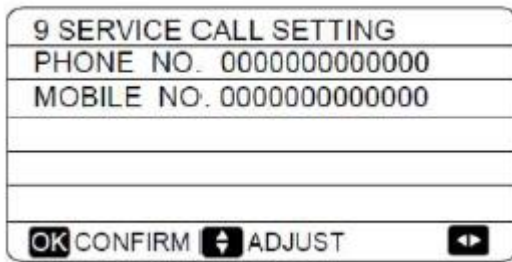 9 SERVICE CALL SETTING
PHONE NO. 0000000000000
MOBILE NO. 0000000000000
OK CONFIRM ADJUST